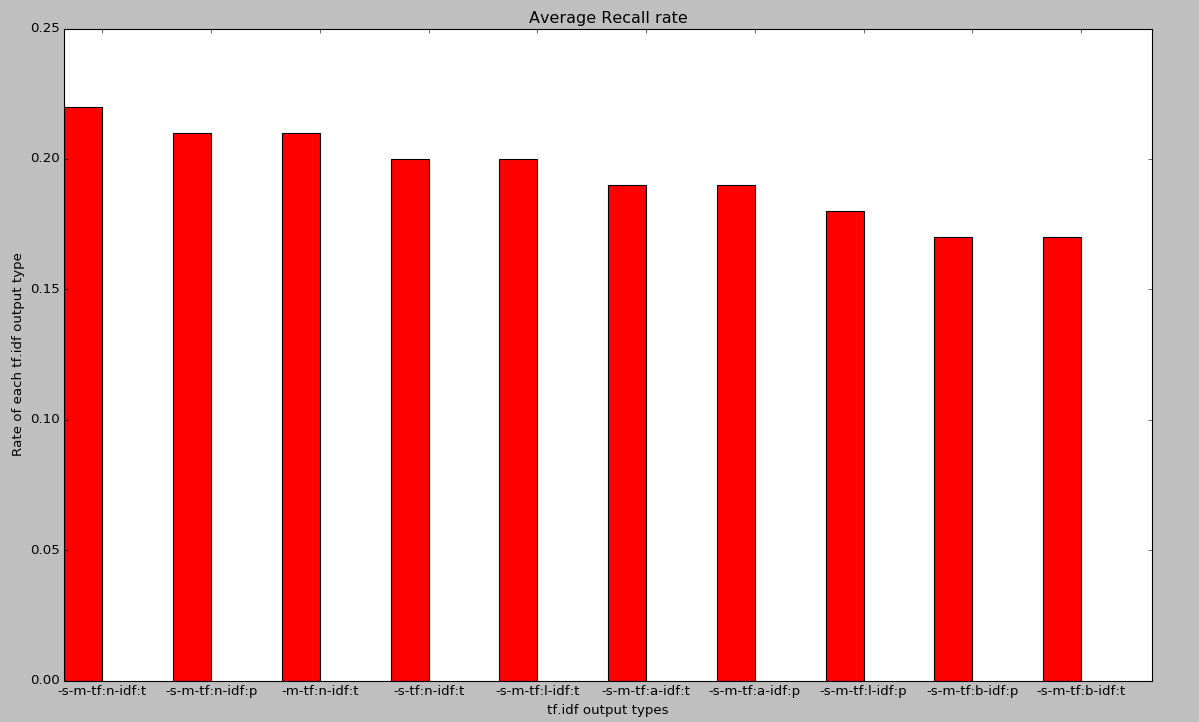 Average Recall rate
0.25
0.20
0.15
0.10
0.05
0.00
Rate of each tf.idf output type
-s-m-tf:n-idf:t -s-m-tf:n-idf:p -m-tf:n-idf:t -s-tf:n-idf:t -s-m-tf:l-idf:t -s-m-tf:a-idf:t -s-m-tf:a-idf:p -s-m-tf:l-idf:p -s-m-tf:b-idf:p -s-m-tf:b-idf:t
tf.idf output types